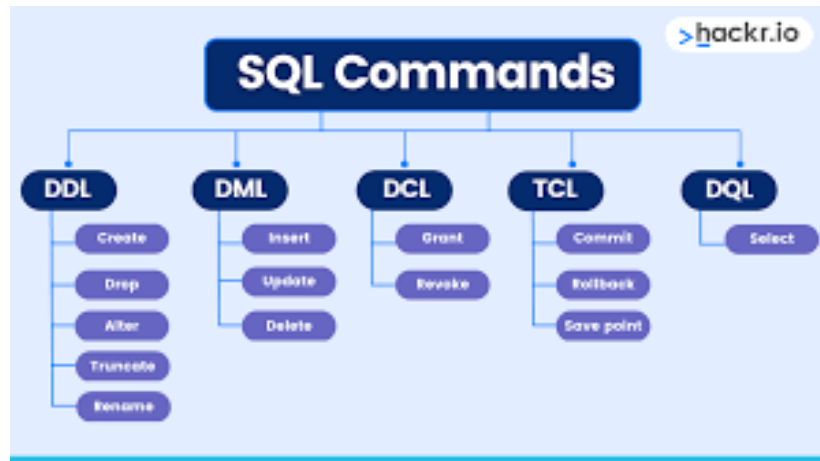 >hackr.io
SQL Commands
DDL
DML
DCL
TCL
DQL
Create
Insert
Grant
Commit
Select
Drop
Update
Revoke
Rollback
Alter
Delete
Save point
Truncate
Rename